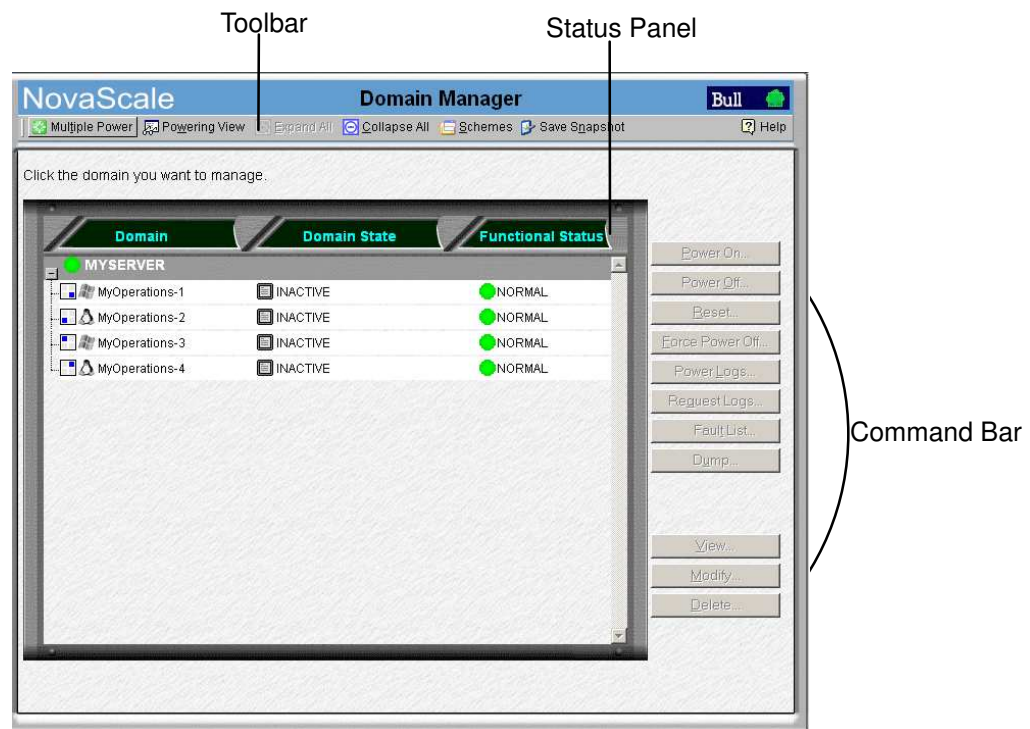 Toolbar
Status Panel
NovaScale
Domain Manager
Bull
Multiple Power
Powering View
Expand All
Collapse All
Schemes
Save Snapshot
Help
Click the domain you want to manage.
Domain
Domain State
Functional Status
MYSERVER
MyOperations-1 INACTIVE NORMAL
MyOperations-2 INACTIVE NORMAL
MyOperations-3 INACTIVE NORMAL
MyOperations-4 INACTIVE NORMAL
Power On...
Power Off...
Reset...
Force Power Off...
Power Logs...
Request Logs...
Fault List...
Dump...
View...
Modify...
Delete...
Command Bar